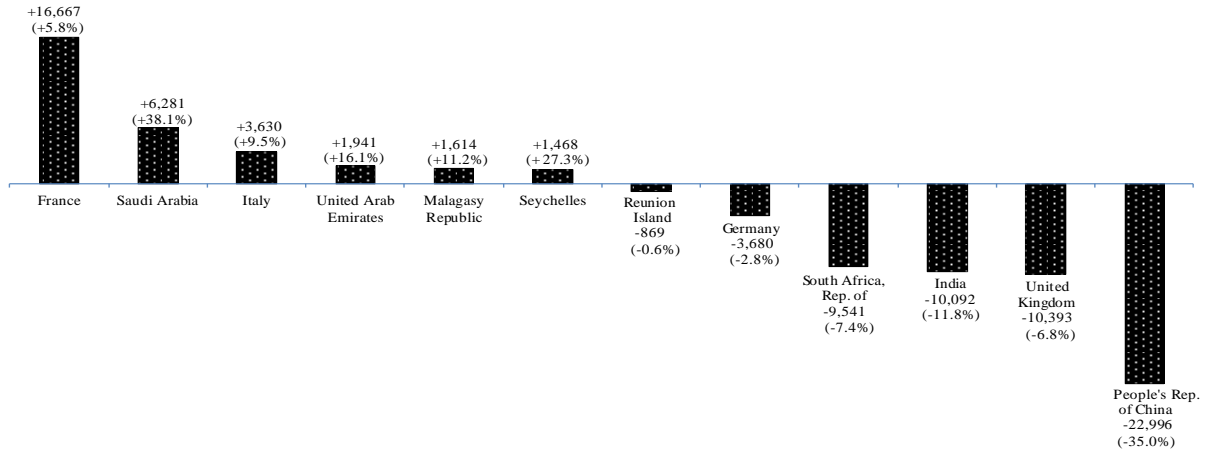 +16,667
(+5.8%)
France
+6,281
(+38.1%)
Saudi Arabia
+3,630
(+9.5%)
Italy
+1,941
(+16.1%)
United Arab
Emirates
+1,614
(+11.2%)
Malagasy
Republic
+1,468
(+27.3%)
Seychelles
Reunion
Island
-869
(-0.6%)
Germany
-3,680
(-2.8%)
South Africa,
Rep. of
-9,541
(-7.4%)
India
-10,092
(-11.8%)
United
Kingdom
-10,393
(-6.8%)
People's Rep.
of China
-22,996
(-35.0%)